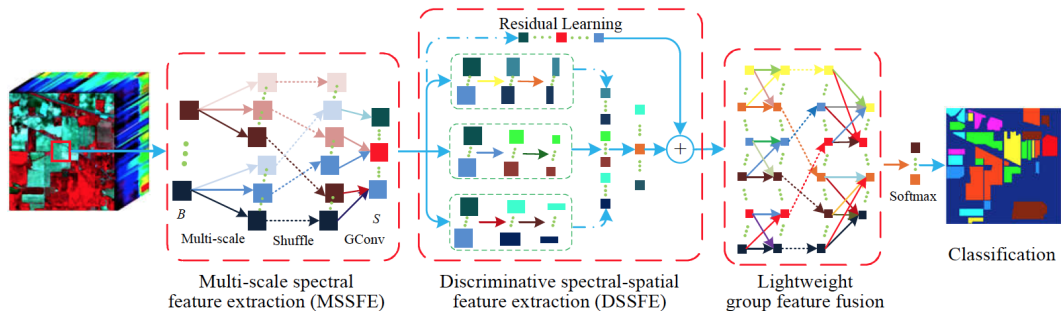 Residual Learning
B
S
Multi-scale
Shuffle
GConv
Softmax
Multi-scale spectral
feature extraction (MSSFE)
Discriminative spectral-spatial
feature extraction (DSSFE)
Lightweight
group feature fusion
Classification